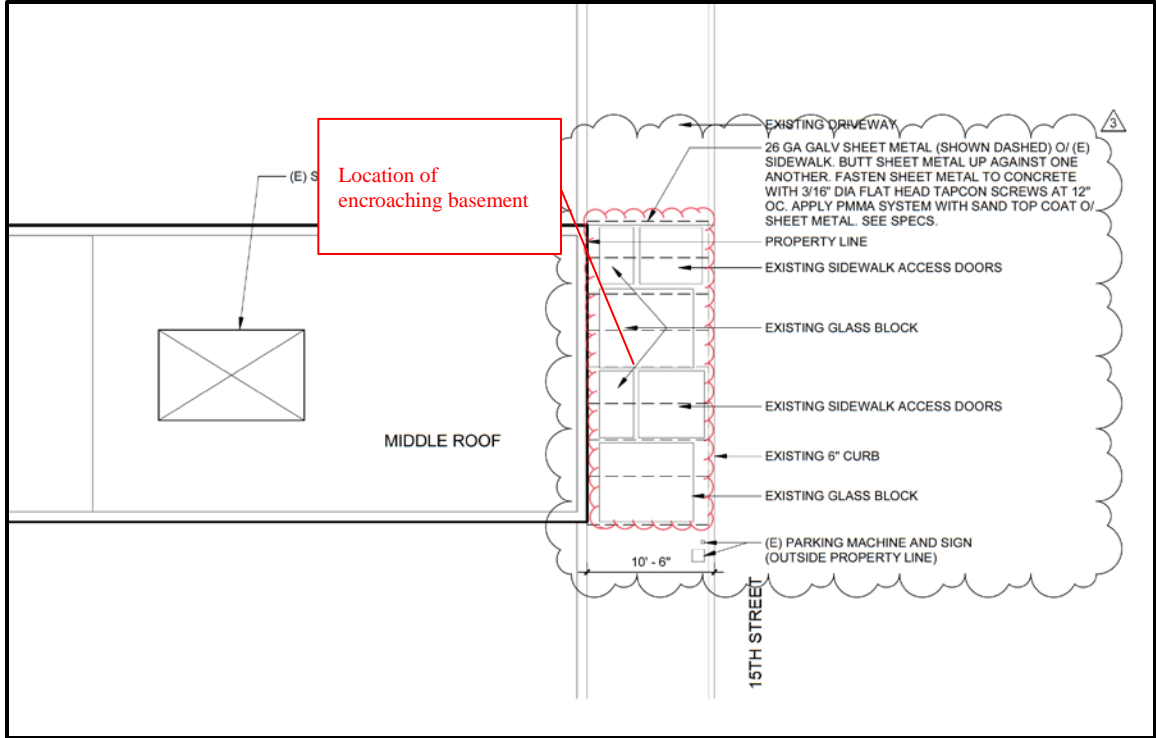 EXISTING DRIVEWAY
3
26 GA GALV SHEET METAL (SHOWN DASHED) O/ (E)
SIDEWALK. BUTT SHEET METAL UP AGAINST ONE
ANOTHER. FASTEN SHEET METAL TO CONCRETE
WITH 3/16" DIA FLAT HEAD TAPCON SCREWS AT 12"
OC. APPLY PMMA SYSTEM WITH SAND TOP COAT O/
SHEET METAL. SEE SPECS.
(E) S
Location of
encroaching basement
PROPERTY LINE
EXISTING SIDEWALK ACCESS DOORS
EXISTING GLASS BLOCK
EXISTING SIDEWALK ACCESS DOORS
MIDDLE ROOF
EXISTING 6" CURB
EXISTING GLASS BLOCK
(E) PARKING MACHINE AND SIGN
(OUTSIDE PROPERTY LINE)
10' - 6"
15TH STREET